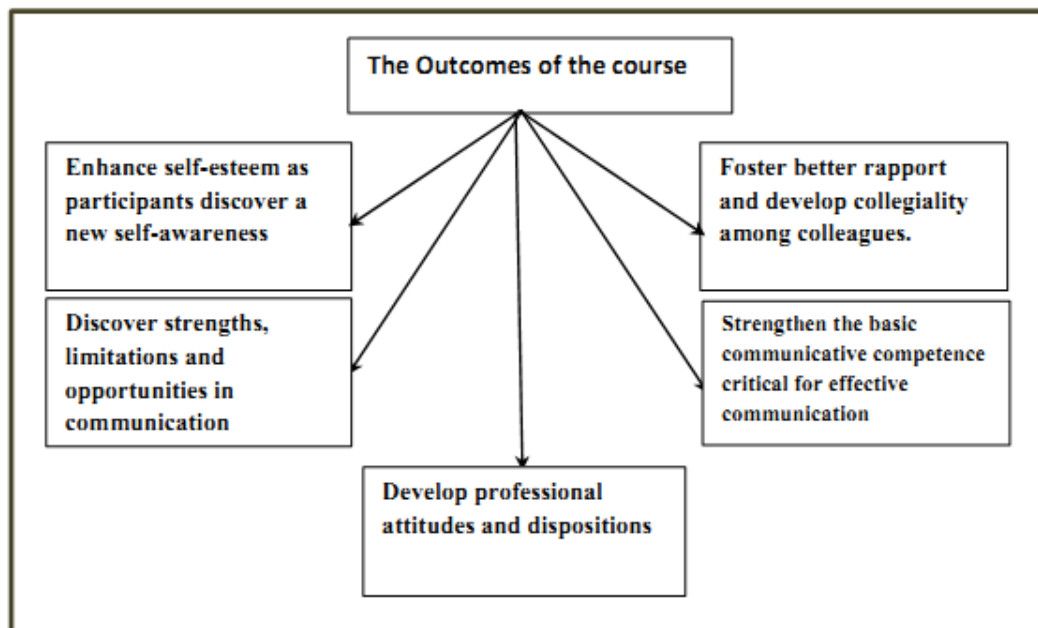 The Outcomes of the course
Enhance self-esteem as
participants discover a
new self-awareness
Foster better rapport
and develop collegiality
among colleagues.
Discover strengths,
limitations and
opportunities in
communication
Strengthen the basic
communicative competence
critical for effective
communication
Develop professional
attitudes and dispositions